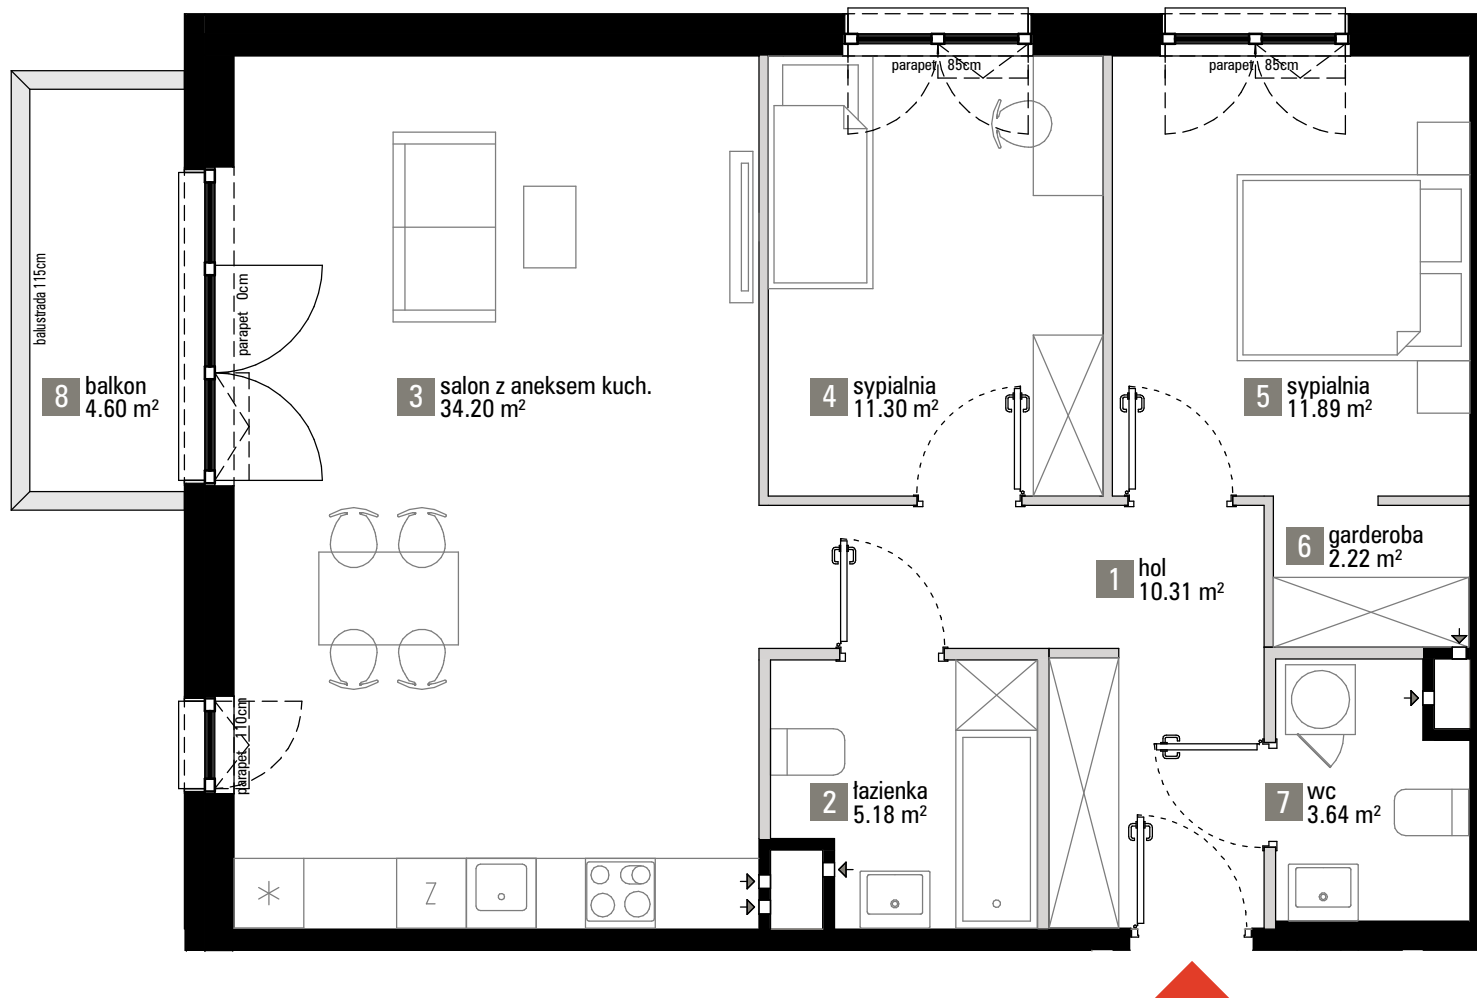 parapet 85cm
parapet 85cm
balustrada 115cm
parapet 0cm
8 balkon
4.60 m²
3 salon z aneksem kuch.
34.20 m²
4 sypialnia
11.30 m²
5 sypialnia
11.89 m²
6 garderoba
2.22 m²
1 hol
10.31 m²
parapet 110cm
2 łazienka
5.18 m²
7 wc
3.64 m²
Z